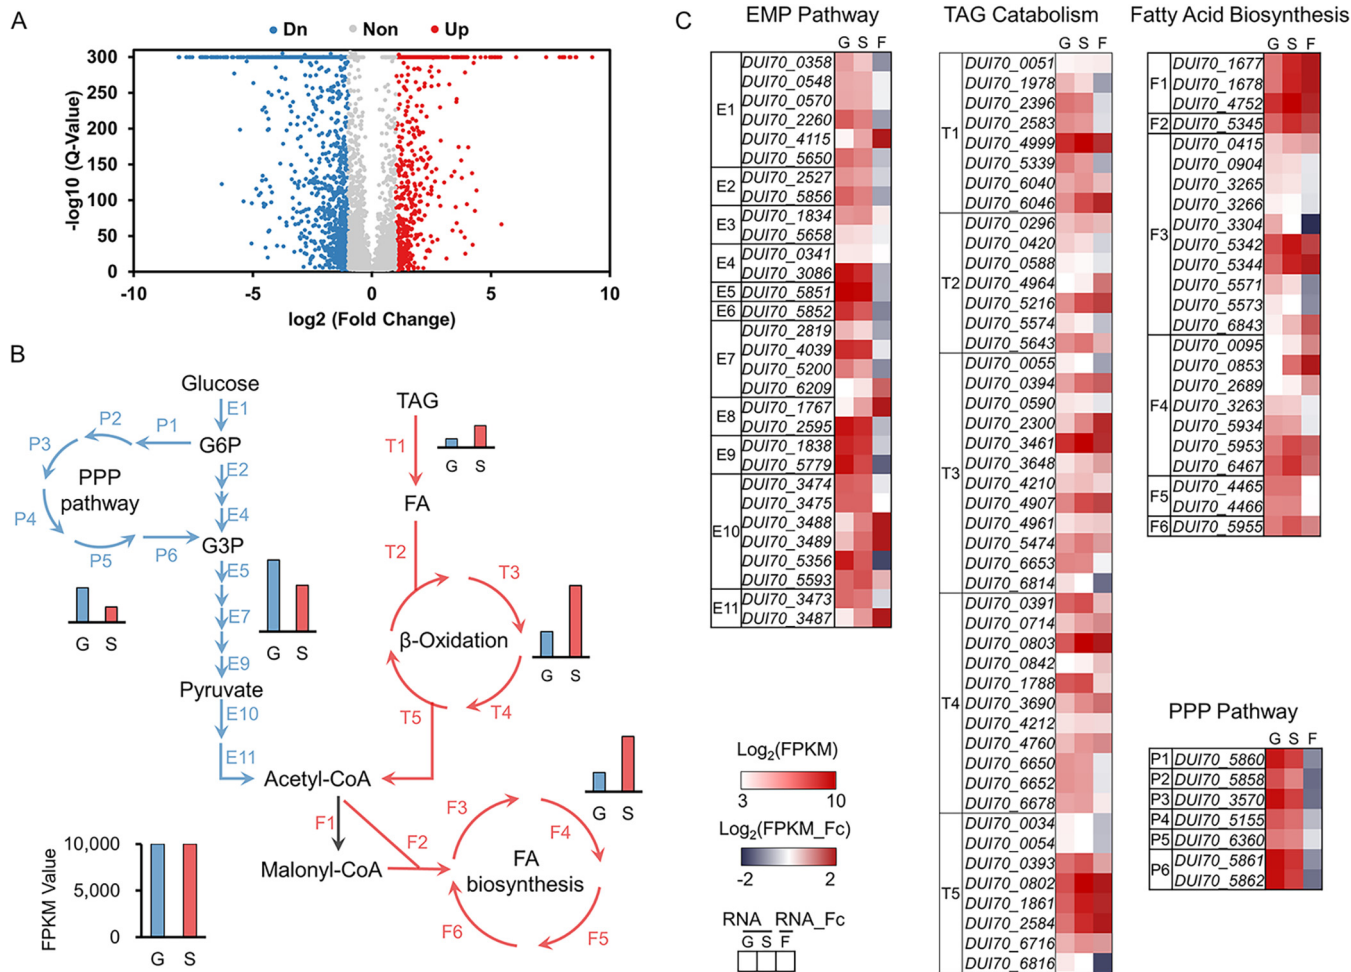 A
Dn Non Up
-log10 (Q-Value)
300
250
200
150
100
50
0
-10 -5 0 5 10
log2 (Fold Change)
B
Glucose
E1
P1
P2
P3
G6P
PPP
pathway
E2
E4
P4
P5
P6
G3P
E5
E7
E9
G S
G S
Pyruvate
E10
E11
TAG
T1
G S
FA
T2
T3
β-Oxidation
G S
T5
T4
Acetyl-CoA
F1
F2
Malonyl-CoA
F3
F4
FA
biosynthesis
F6
F5
G S
FPKM Value
10,000
5,000
0
G S
C
EMP Pathway
G S F
E1
DUI70_0358
DUI70_0548
DUI70_0570
DUI70_2260
DUI70_4115
DUI70_5650
E2
DUI70_2527
DUI70_5856
E3
DUI70_1834
DUI70_5658
E4
DUI70_0341
DUI70_3086
E5 DUI70_5851
E6 DUI70_5852
E7
DUI70_2819
DUI70_4039
DUI70_5200
DUI70_6209
E8
DUI70_1767
DUI70_2595
E9
DUI70_1838
DUI70_5779
E10
DUI70_3474
DUI70_3475
DUI70_3488
DUI70_3489
DUI70_5356
DUI70_5593
E11
DUI70_3473
DUI70_3487
Log2(FPKM)
3 10
Log2(FPKM_Fc)
-2 2
RNA RNA_Fc
G S F
TAG Catabolism
G S F
T1
DUI70_0051
DUI70_1978
DUI70_2396
DUI70_2583
DUI70_4999
DUI70_5339
DUI70_6040
DUI70_6046
T2
DUI70_0296
DUI70_0420
DUI70_0588
DUI70_4964
DUI70_5216
DUI70_5574
DUI70_5643
T3
DUI70_0055
DUI70_0394
DUI70_0590
DUI70_2300
DUI70_3461
DUI70_3648
DUI70_4210
DUI70_4907
DUI70_4961
DUI70_5474
DUI70_6653
DUI70_6814
T4
DUI70_0391
DUI70_0714
DUI70_0803
DUI70_0842
DUI70_1788
DUI70_3690
DUI70_4212
DUI70_4760
DUI70_6650
DUI70_6652
DUI70_6678
T5
DUI70_0034
DUI70_0054
DUI70_0393
DUI70_0802
DUI70_1861
DUI70_2584
DUI70_6716
DUI70_6816
Fatty Acid Biosynthesis
G S F
F1
DUI70_1677
DUI70_1678
DUI70_4752
F2 DUI70_5345
F3
DUI70_0415
DUI70_0904
DUI70_3265
DUI70_3266
DUI70_3304
DUI70_5342
DUI70_5344
DUI70_5571
DUI70_5573
DUI70_6843
F4
DUI70_0095
DUI70_0853
DUI70_2689
DUI70_3263
DUI70_5934
DUI70_5953
DUI70_6467
F5
DUI70_4465
DUI70_4466
F6 DUI70_5955
PPP Pathway
G S F
P1 DUI70_5860
P2 DUI70_5858
P3 DUI70_3570
P4 DUI70_5155
P5 DUI70_6360
P6
DUI70_5861
DUI70_5862